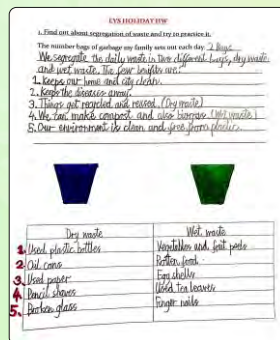 EVS HOLIDAY HW
1. Find out about segregation of waste and try to practice it.
The number bags of garbage my family sets out each day. 2 Bags
We segregate the daily waste in two different bags, dry waste
and wet waste. The few benifits are:
1. Keeps our home and city clean.
2. Keeps the diseases away.
3. Things get recycled and reused. (Dry waste)
4. We can make compost and also biogas (Wet waste)
5. Our environment is clean and free from plastic.
Dry waste Wet waste
1. Used plastic bottles Vegetables and fruit peels
2. Oil cans Rotten food
3. Used paper Egg shells
4. Pencil shaves Used tea leaves
5. Broken glass Finger nails